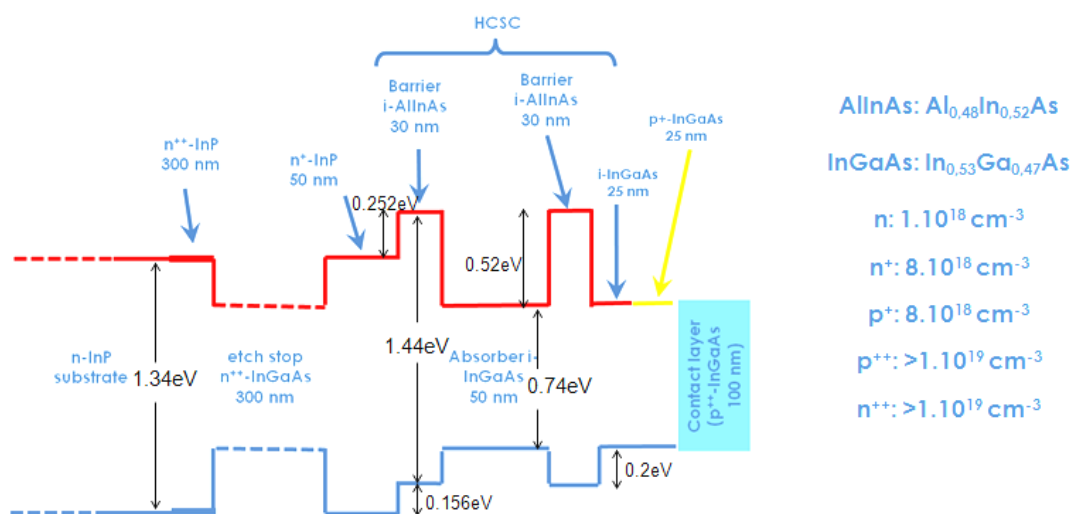 HCSC
Barrier
i-AlInAs
30 nm
Barrier
i-AlInAs
30 nm
p+-InGaAs
25 nm
n⁺⁺-InP
300 nm
n⁺-InP
50 nm
i-InGaAs
25 nm
0.252eV
0.52eV
n-InP
substrate
1.34eV
etch stop
n⁺⁺-InGaAs
300 nm
1.44eV
Absorber i-
InGaAs
50 nm
0.74eV
Contact layer
(p⁺⁺-InGaAs
100 nm)
0.156eV
0.2eV
AlInAs: Al₀,₄₈In₀,₅₂As
InGaAs: In₀,₅₃Ga₀,₄₇As
n: 1.10¹⁸ cm⁻³
n⁺: 8.10¹⁸ cm⁻³
p⁺: 8.10¹⁸ cm⁻³
p⁺⁺: >1.10¹⁹ cm⁻³
n⁺⁺: >1.10¹⁹ cm⁻³